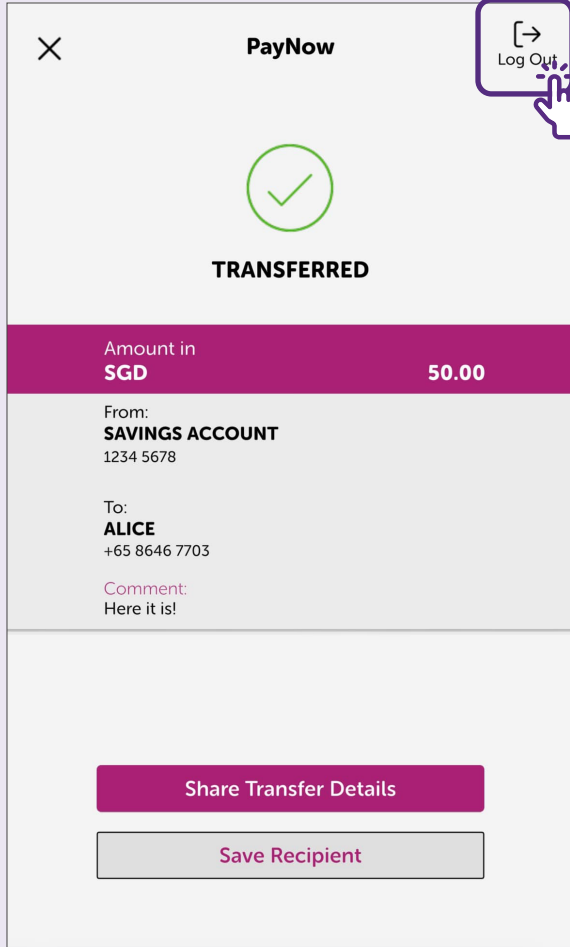 PayNow
Log Out
TRANSFERRED
Amount in
SGD 50.00
From:
SAVINGS ACCOUNT
1234 5678
To:
ALICE
+65 8646 7703
Comment:
Here it is!
Share Transfer Details
Save Recipient